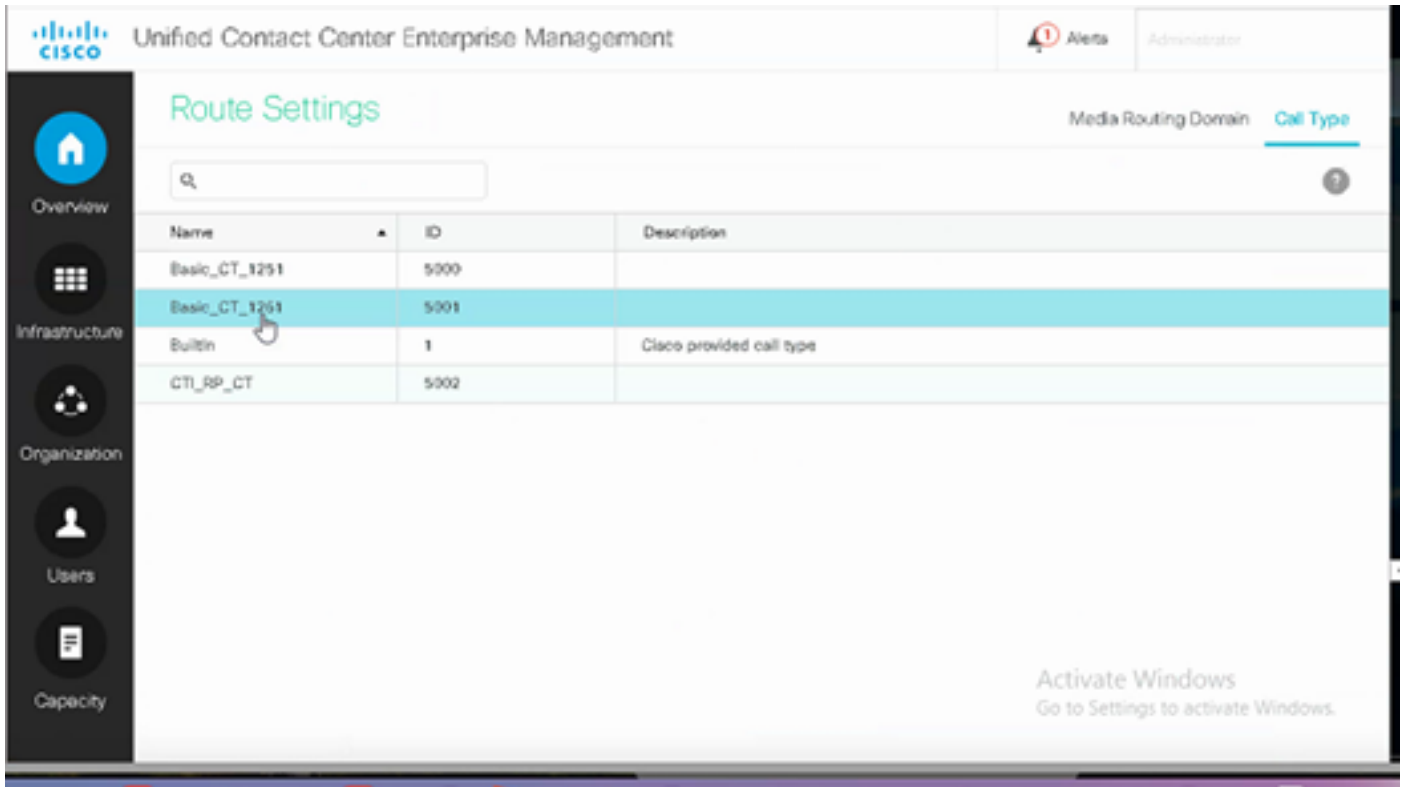 CISCO Unified Contact Center Enterprise Management
1 Alerts Administrator
Route Settings
Media Routing Domain Call Type
?
Overview
Name ID Description
Basic_CT_1251 5000
Basic_CT_1261 5001
Infrastructure
BuiltIn 1 Cisco provided call type
CTI_RP_CT 5002
Organization
Users
Capacity
Activate Windows
Go to Settings to activate Windows.